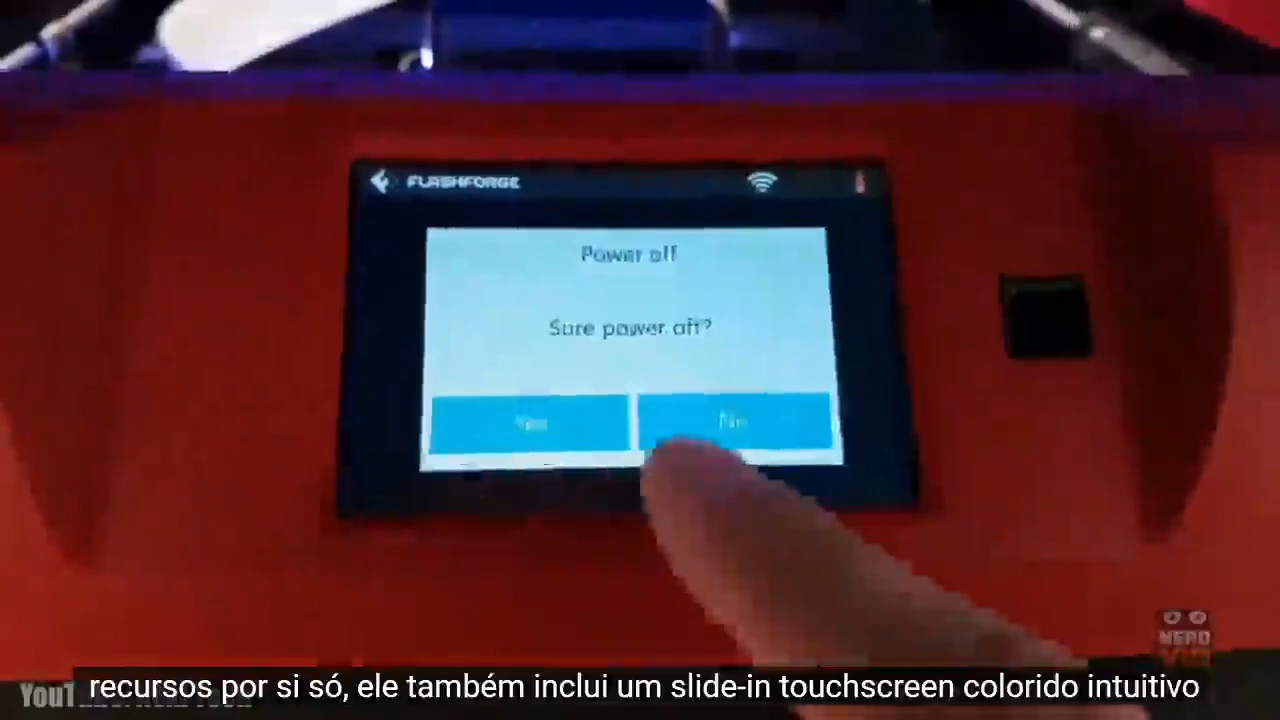 FLASHFORGE
Power off
Sure power off?
Yes
No
NERD
recursos por si só, ele também inclui um slide-in touchscreen colorido intuitivo